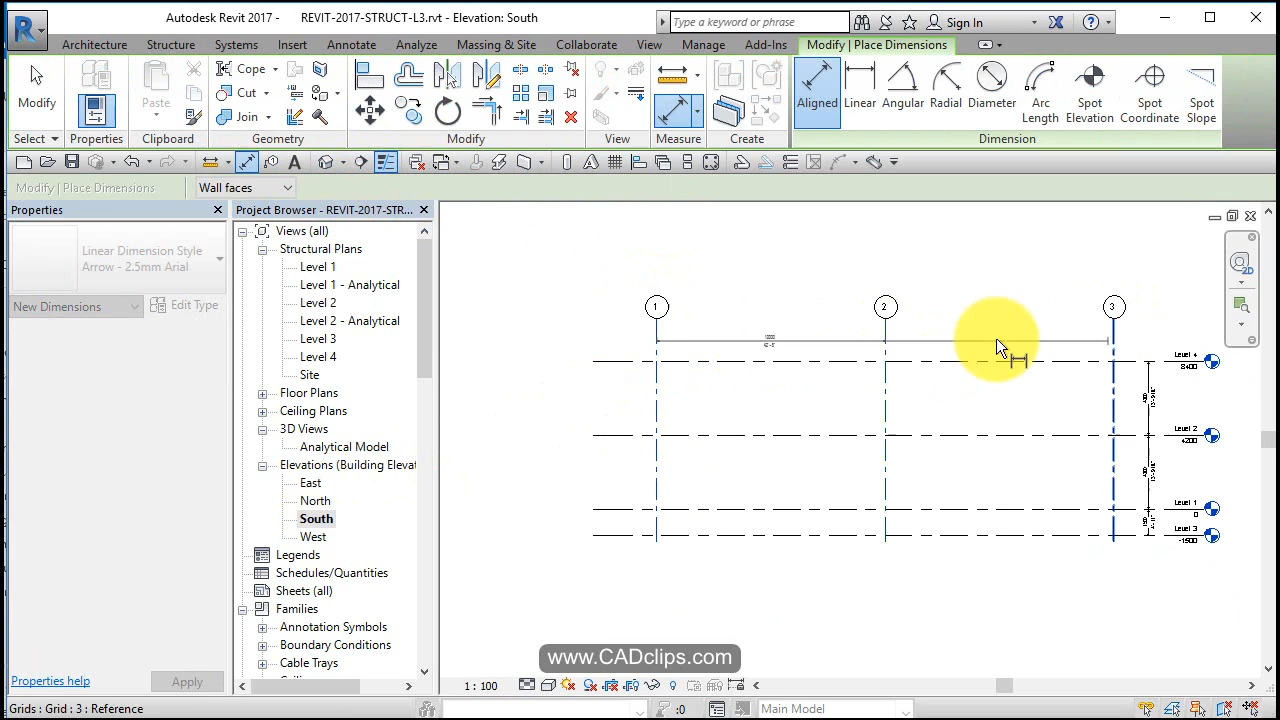 Autodesk Revit 2017 - REVIT-2017-STRUCT-L3.rvt - Elevation: South
Type a keyword or phrase
Sign In
Architecture Structure Systems Insert Annotate Analyze Massing & Site Collaborate View Manage Add-Ins Modify | Place Dimensions
Modify Properties Paste Cope Cut Join Aligned Linear Angular Radial Diameter Arc Length Spot Elevation Spot Coordinate Spot Slope
Select Properties Clipboard Geometry Modify View Measure Create Dimension
Modify | Place Dimensions Wall faces
Properties
Linear Dimension Style
Arrow - 2.5mm Arial
New Dimensions Edit Type
Properties help Apply
Project Browser - REVIT-2017-STR...
Views (all)
Structural Plans
Level 1
Level 1 - Analytical
Level 2
Level 2 - Analytical
Level 3
Level 4
Site
Floor Plans
Ceiling Plans
3D Views
Analytical Model
Elevations (Building Elevat
East
North
South
West
Legends
Schedules/Quantities
Sheets (all)
Families
Annotation Symbols
Boundary Conditions
Cable Trays
1 2 3
Level 4
8400
Level 2
4200
Level 1
0
Level 3
-1500
2D
www.CADclips.com
1 : 100
Grids : Grid : 3 : Reference
:0
Main Model